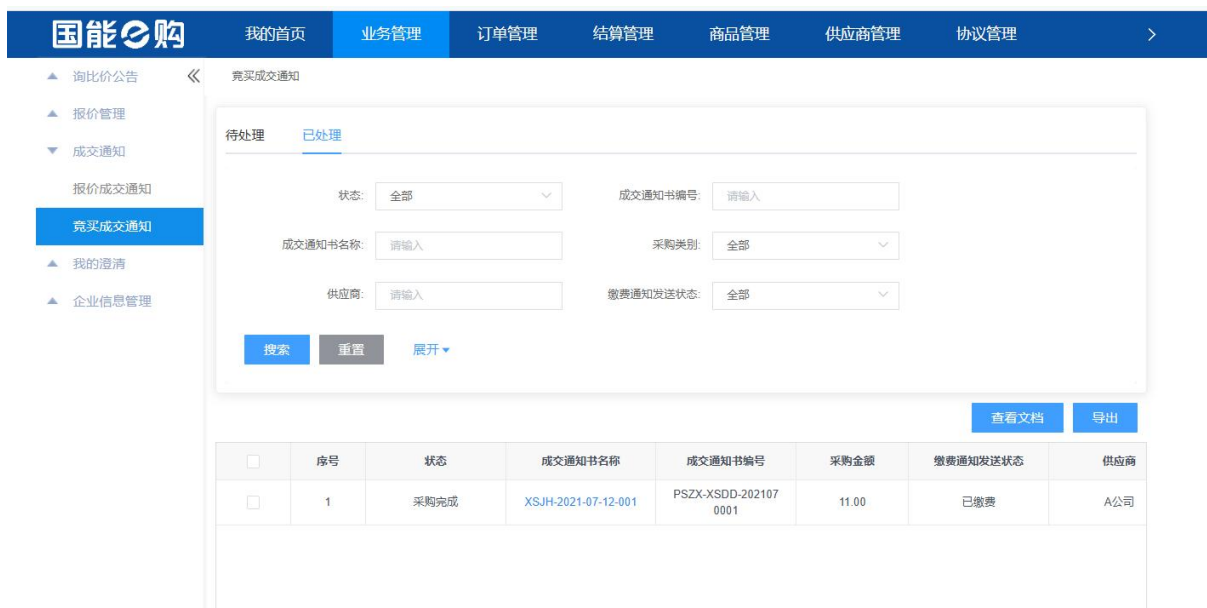 国能e购
我的首页 业务管理 订单管理 结算管理 商品管理 供应商管理 协议管理
询比价公告
报价管理
成交通知
报价成交通知
竞买成交通知
我的澄清
企业信息管理
竞买成交通知
待处理 已处理
状态: 全部 成交通知书编号: 请输入
成交通知书名称: 请输入 采购类别: 全部
供应商: 请输入 缴费通知发送状态: 全部
搜索 重置 展开
查看文档 导出
序号 状态 成交通知书名称 成交通知书编号 采购金额 缴费通知发送状态 供应商
1 采购完成 XSJH-2021-07-12-001 PSZX-XSDD-202107 11.00 已缴费 A公司
0001